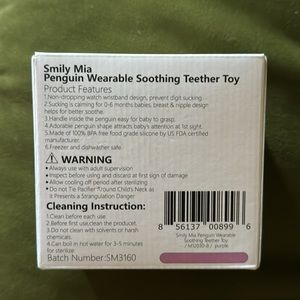 Smily Mia
Penguin Wearable Soothing Teether Toy
Product Features
1.Non-dropping watch wristband design, prevent digit sucking
2.Sucking is calming for 0-6 months babies, breast & nipple design
helps for better soothing.
3.Handle inside the penguin easy for baby to grasp.
4.Adorable penguin shape attracts baby's attention at 1st sight.
5.Made of 100% BPA free food grade silicone by US FDA certified
manufacturer.
6.Freezer and dishwasher safe.
WARNING
Always use with adult supervision
Inspect before using and discard at first sign of damage
Allow cooling off period after sterilizing
Do not Tie Pacifier Around Child's Neck as
it Presents a Strangulation Danger
Cleaning Instruction:
1.Clean before each use.
2.Before first use,clean the product.
3.Do not clean with solvents or harsh
chemicals.
4.Can boil in hot water for 3-5 minutes
for sterilize
Batch Number:SM3160
8 56137 00899 6
Smily Mia Penguin Wearable
Soothing Teether Toy
/ purple